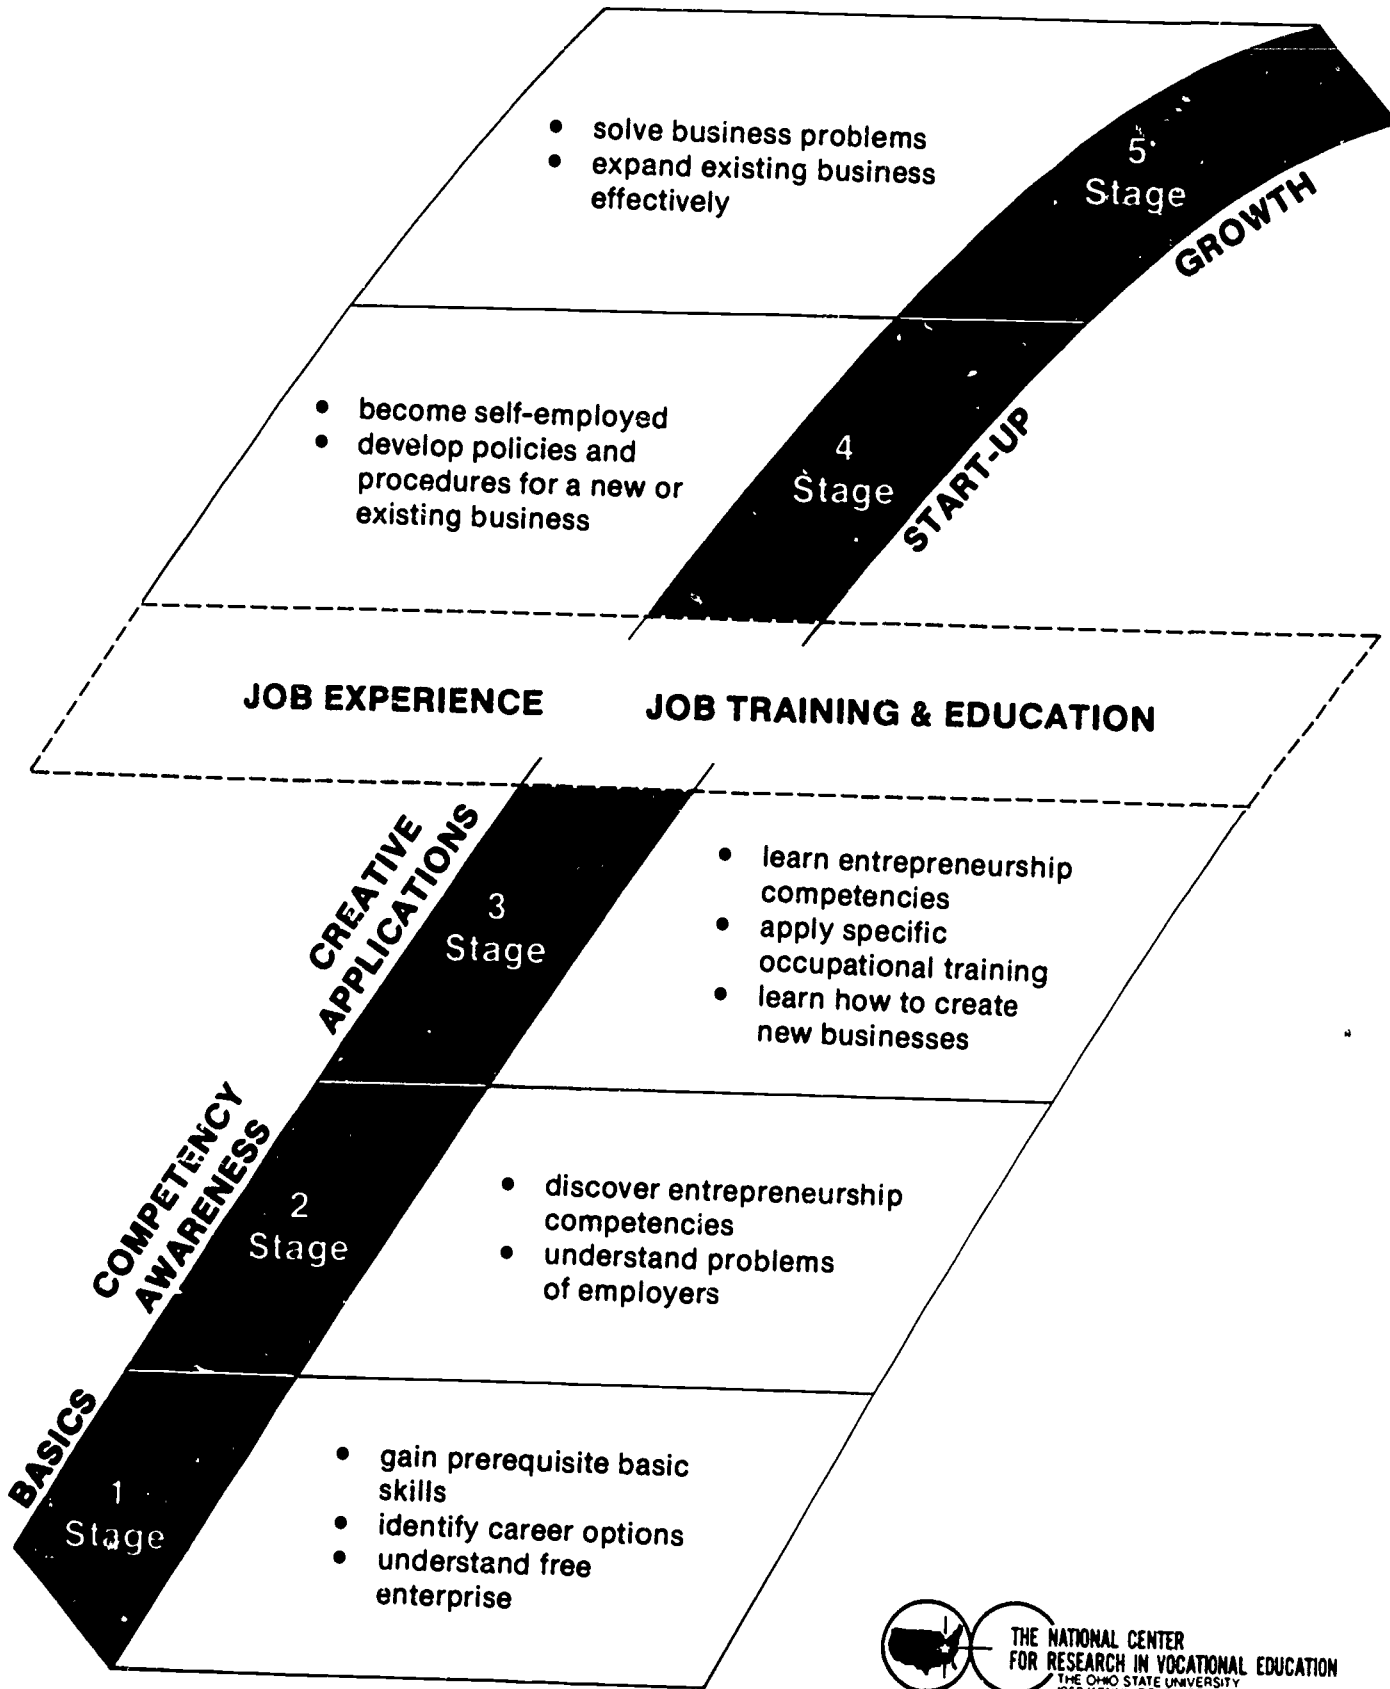 • solve business problems
• expand existing business
effectively
5
Stage
GROWTH
• become self-employed
• develop policies and
procedures for a new or
existing business
4
Stage
START-UP
JOB EXPERIENCE
JOB TRAINING & EDUCATION
CREATIVE
APPLICATIONS
3
Stage
• learn entrepreneurship
competencies
• apply specific
occupational training
• learn how to create
new businesses
COMPETENCY
AWARENESS
2
Stage
• discover entrepreneurship
competencies
• understand problems
of employers
BASICS
1
Stage
• gain prerequisite basic
skills
• identify career options
• understand free
enterprise
THE NATIONAL CENTER
FOR RESEARCH IN VOCATIONAL EDUCATION
THE OHIO STATE UNIVERSITY